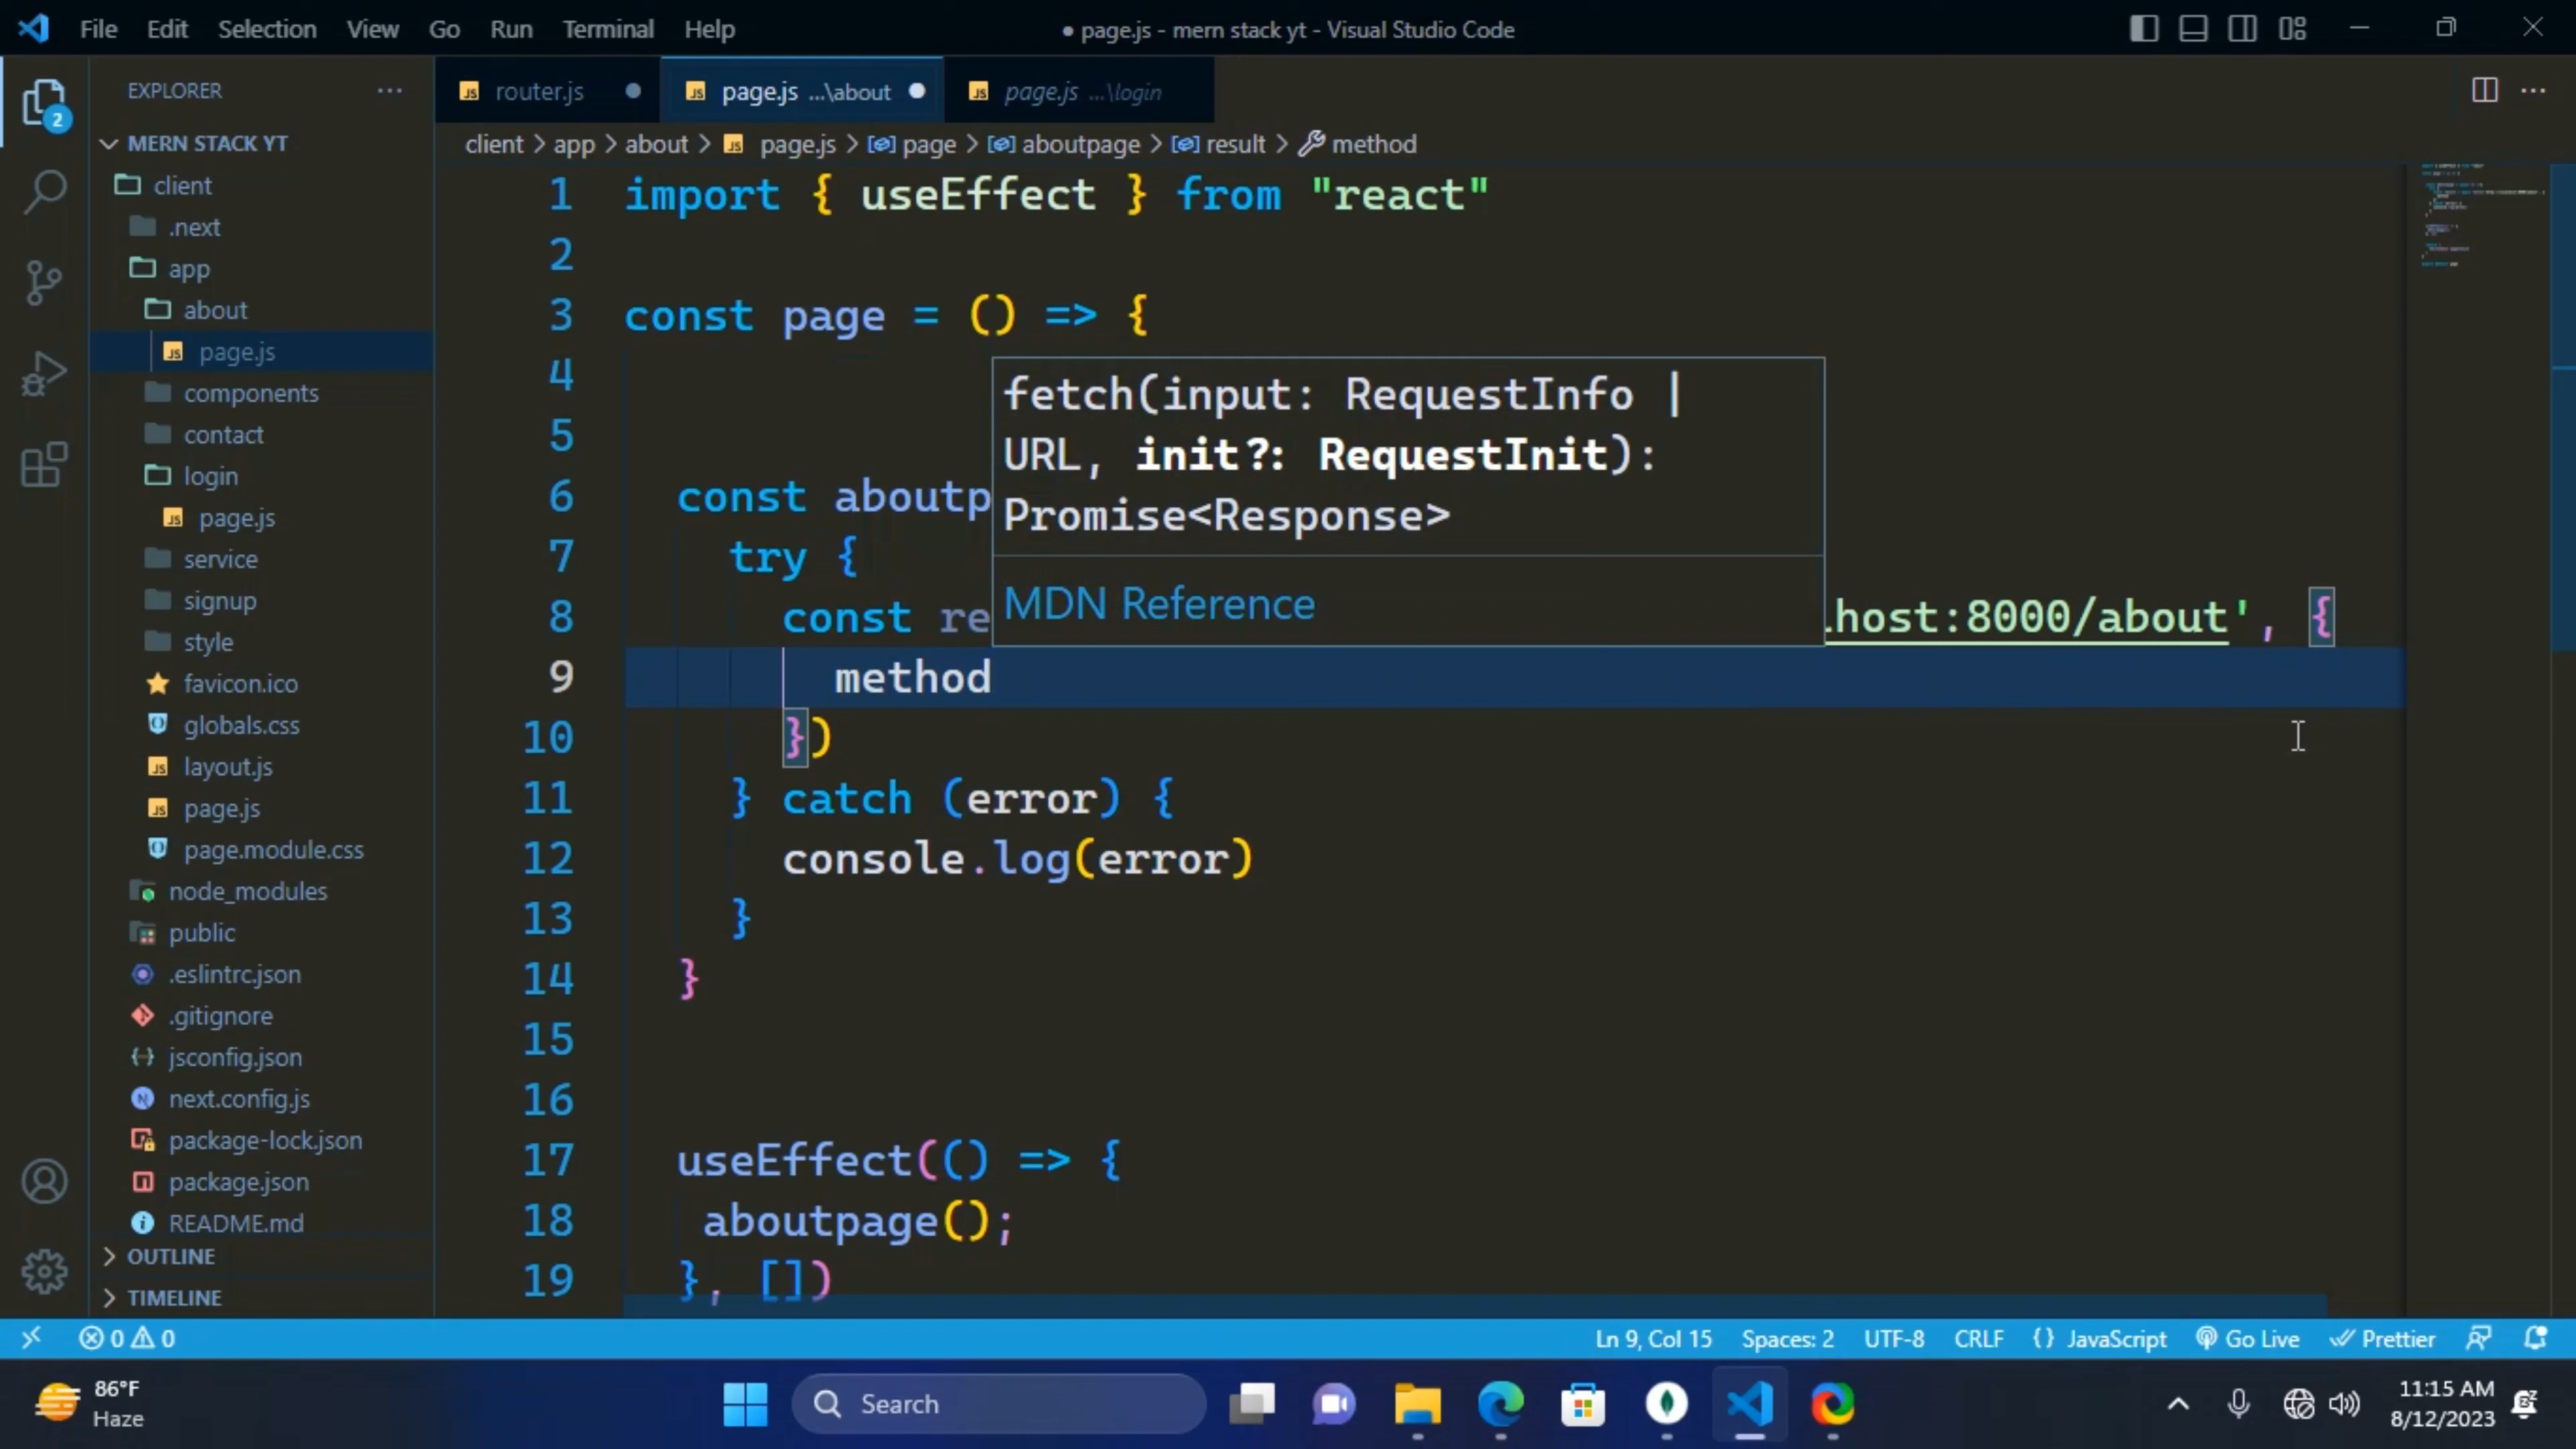 File Edit Selection View Go Run Terminal Help
● page.js - mern stack yt - Visual Studio Code
EXPLORER
router.js
page.js ...\about
page.js ...\login
MERN STACK YT
client > app > about > page.js > page > aboutpage > result > method
2
client
.next
app
about
page.js
components
contact
login
page.js
service
signup
style
favicon.ico
globals.css
layout.js
page.js
page.module.css
node_modules
public
.eslintrc.json
.gitignore
jsconfig.json
next.config.js
package-lock.json
package.json
README.md
OUTLINE
TIMELINE
1 import { useEffect } from "react"
2
3 const page = () => {
4
5
6 const aboutp
7 try {
8 const re
.host:8000/about', {
9 method
10 })
11 } catch (error) {
12 console.log(error)
13 }
14 }
15
16
17 useEffect(() => {
18 aboutpage();
19 }, [])
fetch(input: RequestInfo |
URL, init?: RequestInit):
Promise<Response>
MDN Reference
0 0
Ln 9, Col 15 Spaces: 2 UTF-8 CRLF {} JavaScript Go Live Prettier
86°F
Haze
Search
11:15 AM
8/12/2023